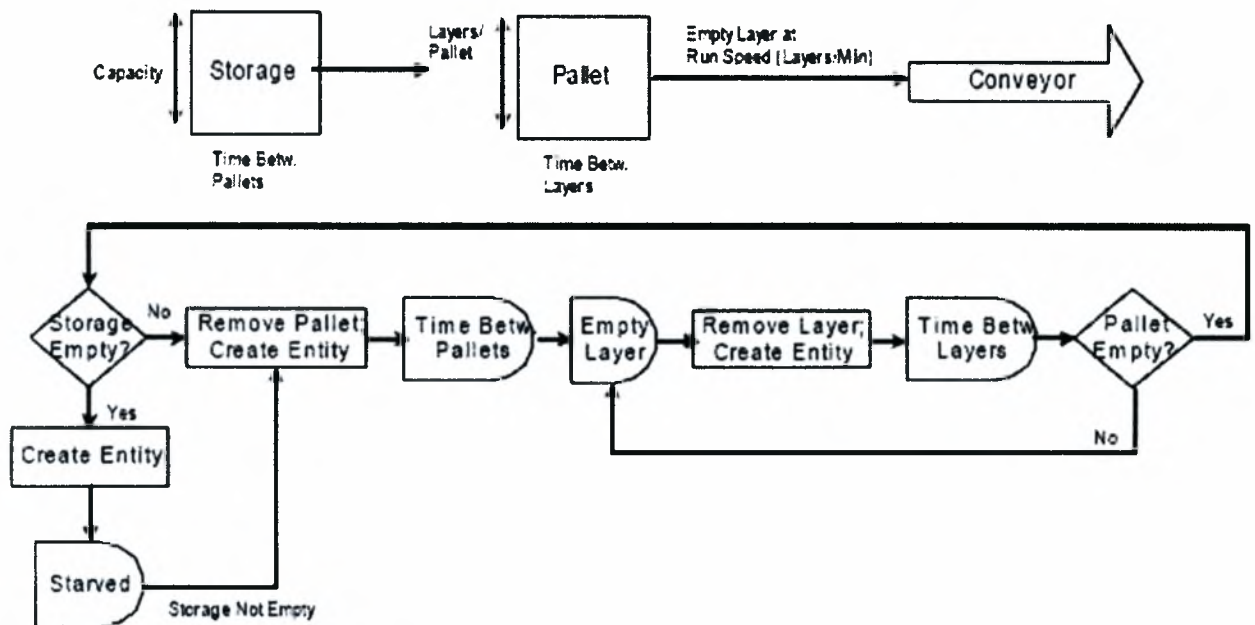 Capacity
Storage
Time Betw.
Pallets
Layers/
Pallet
Pallet
Time Betw.
Layers
Empty Layer at
Run Speed (Layers/Min)
Conveyor
Storage
Empty?
No
Remove Pallet;
Create Entity
Time Betw
Pallets
Empty
Layer
Remove Layer;
Create Entity
Time Betw
Layers
Pallet
Empty?
Yes
No
Yes
Create Entity
Starved
Storage Not Empty